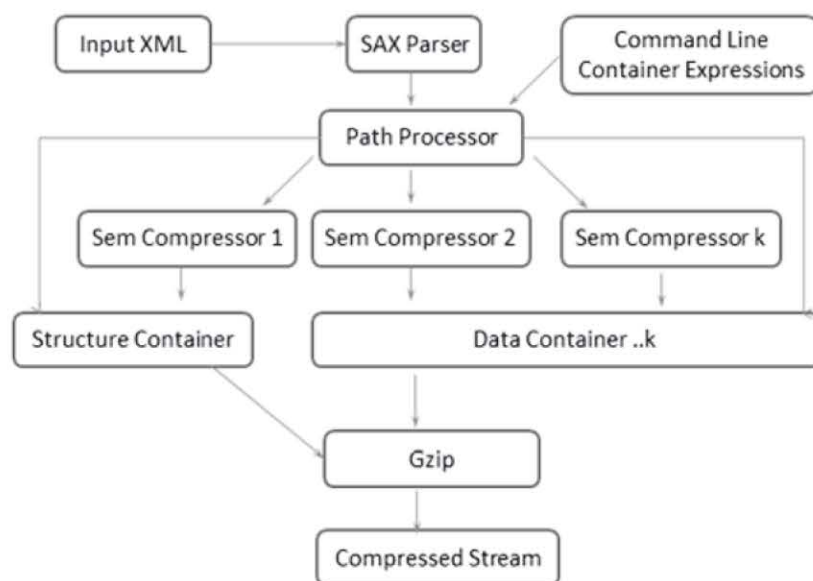 Input XML
SAX Parser
Command Line
Container Expressions
Path Processor
Sem Compressor 1
Sem Compressor 2
Sem Compressor k
Structure Container
Data Container ..k
Gzip
Compressed Stream